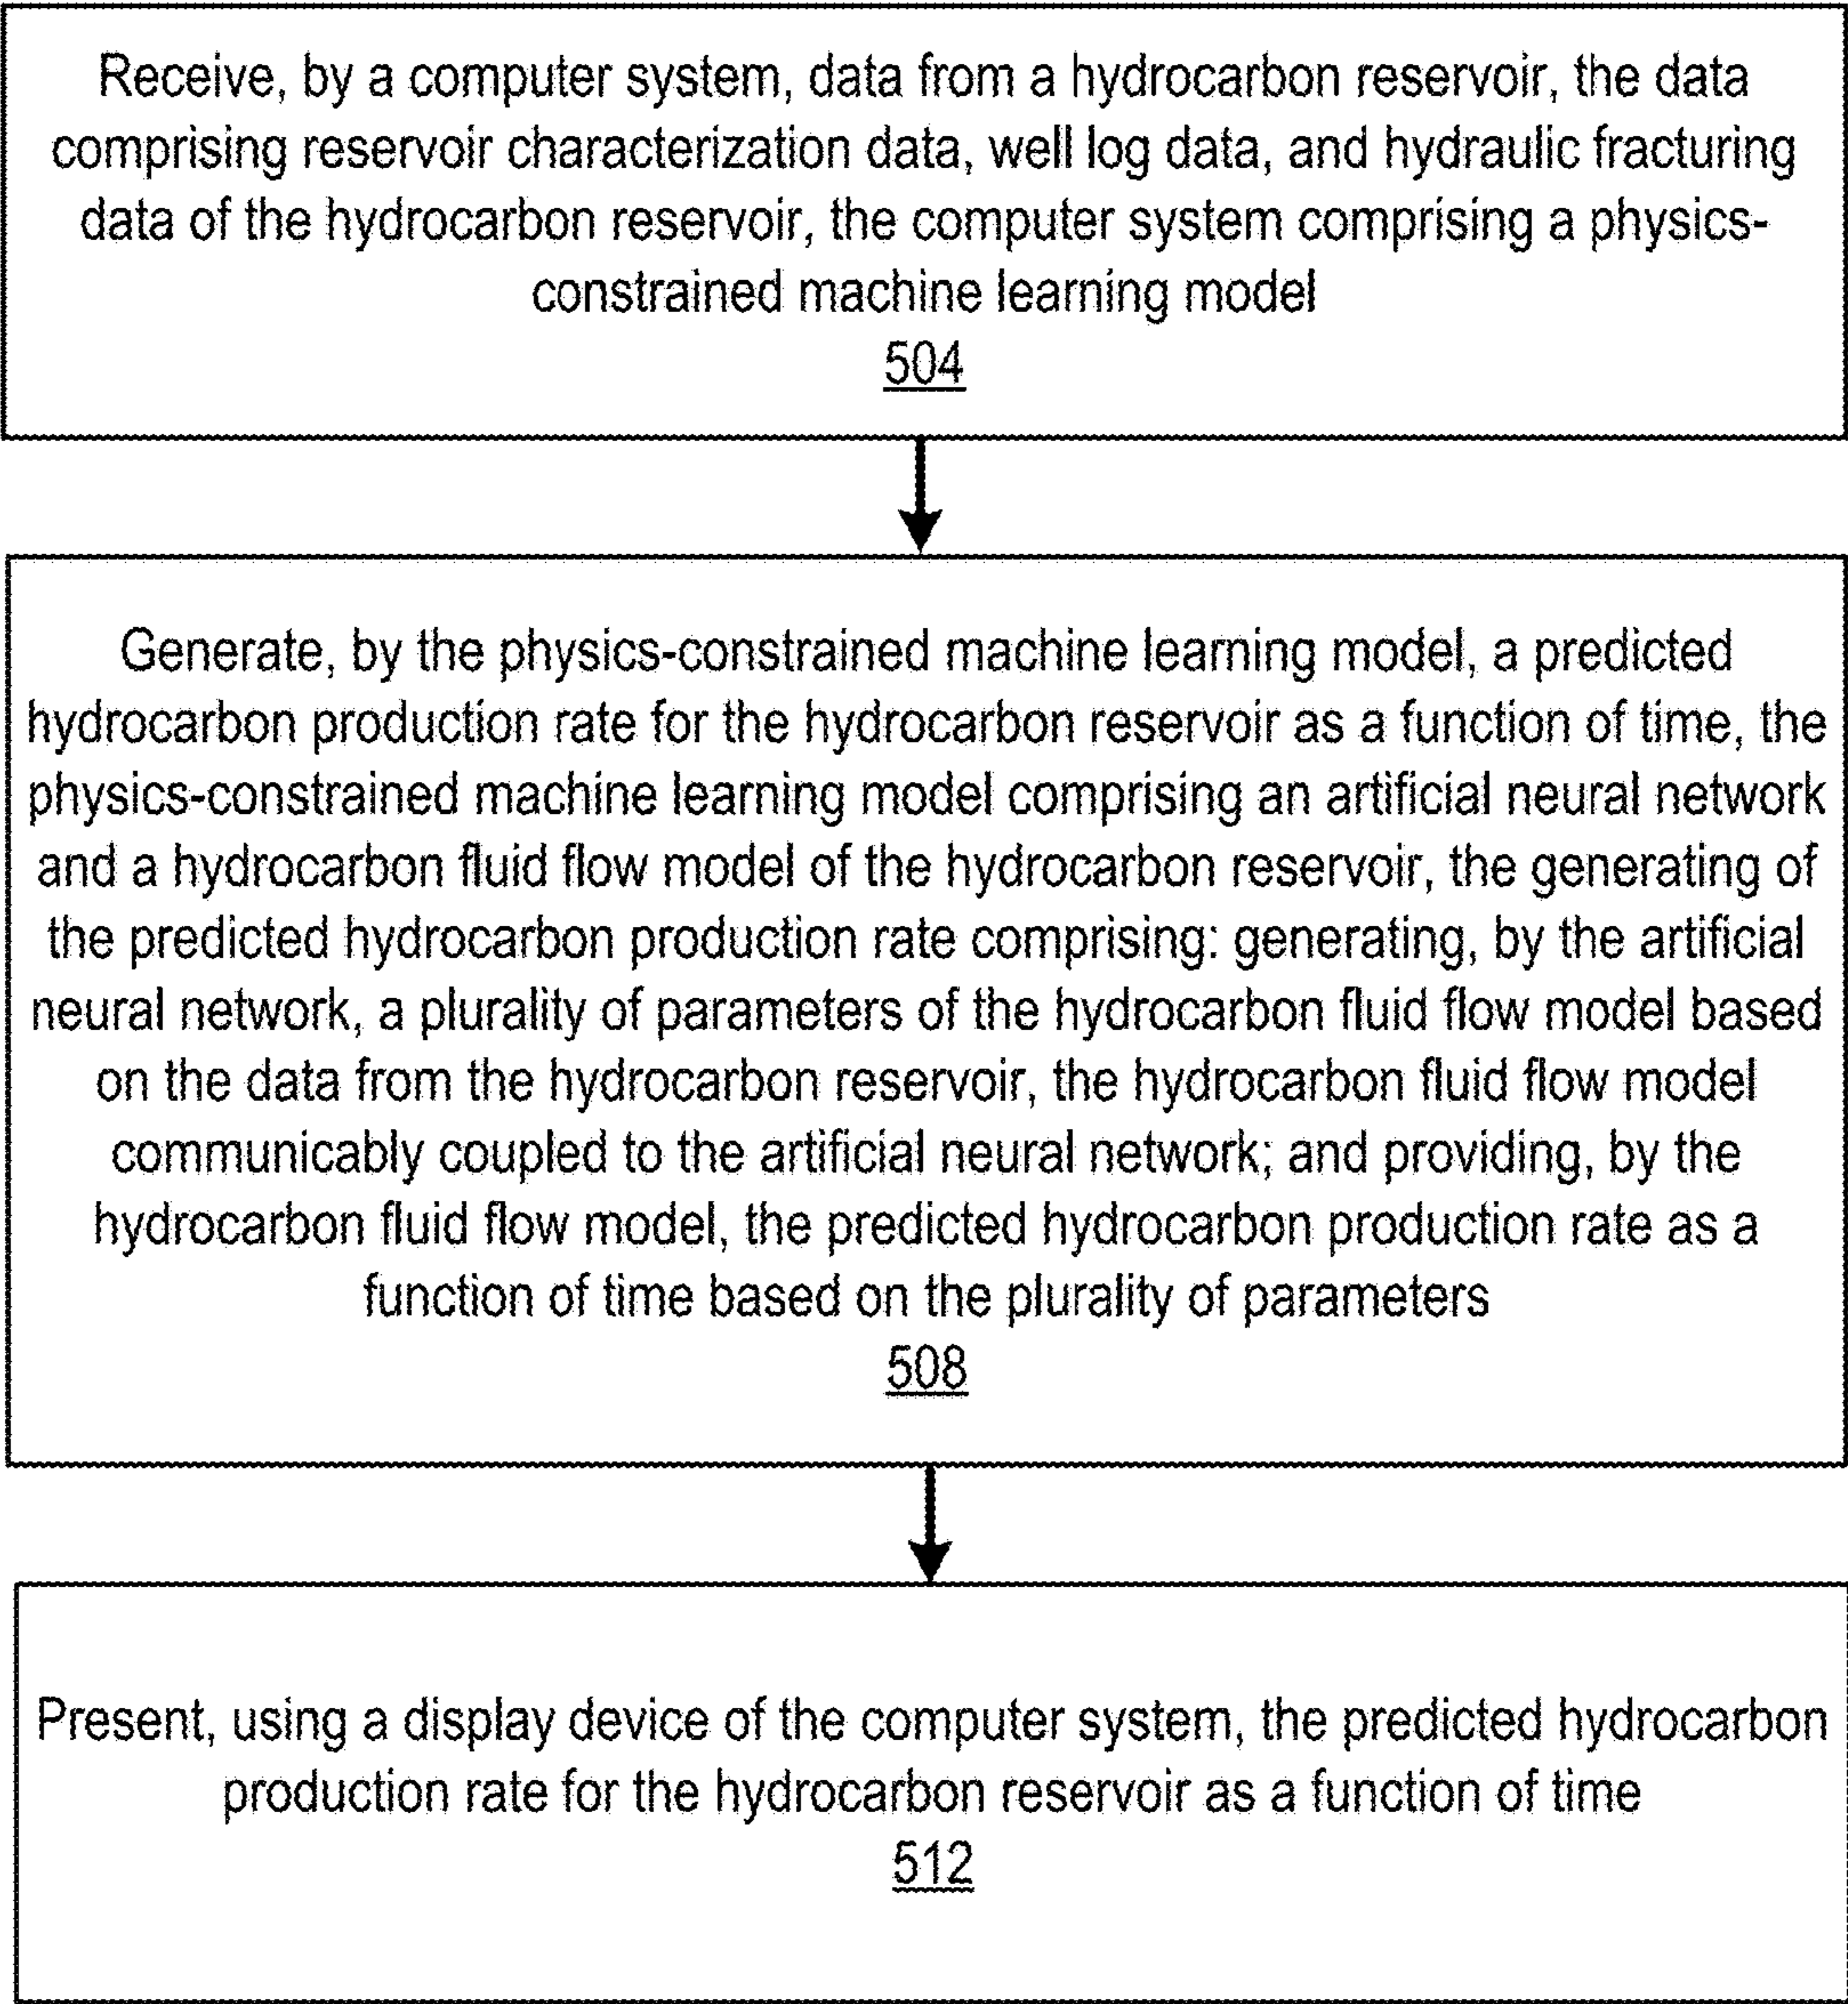 Receive, by a computer system, data from a hydrocarbon reservoir, the data
comprising reservoir characterization data, well log data, and hydraulic fracturing
data of the hydrocarbon reservoir, the computer system comprising a physics-
constrained machine learning model
504
Generate, by the physics-constrained machine learning model, a predicted
hydrocarbon production rate for the hydrocarbon reservoir as a function of time, the
physics-constrained machine learning model comprising an artificial neural network
and a hydrocarbon fluid flow model of the hydrocarbon reservoir, the generating of
the predicted hydrocarbon production rate comprising: generating, by the artificial
neural network, a plurality of parameters of the hydrocarbon fluid flow model based
on the data from the hydrocarbon reservoir, the hydrocarbon fluid flow model
communicably coupled to the artificial neural network; and providing, by the
hydrocarbon fluid flow model, the predicted hydrocarbon production rate as a
function of time based on the plurality of parameters
508
Present, using a display device of the computer system, the predicted hydrocarbon
production rate for the hydrocarbon reservoir as a function of time
512